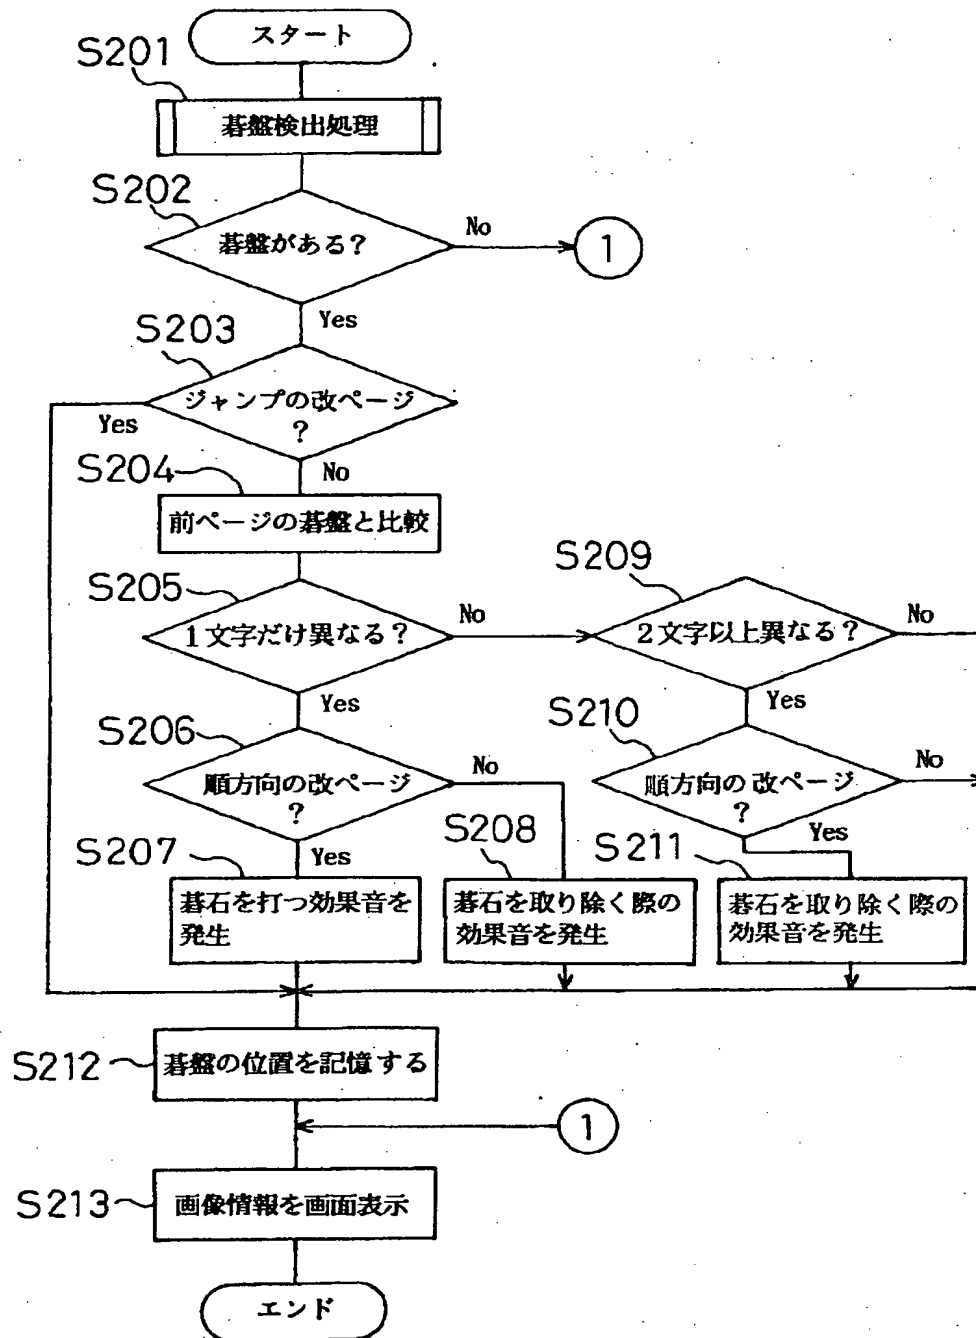 スタート
S201
碁盤検出処理
S202
碁盤がある?
No
1
Yes
S203
ジャンプの改ページ
?
Yes
No
S204
前ページの碁盤と比較
S205
1文字だけ異なる?
No
S209
2文字以上異なる?
No
Yes
Yes
S206
順方向の改ページ
?
No
S210
順方向の改ページ
?
No
Yes
Yes
S207
碁石を打つ効果音を
発生
S208
碁石を取り除く際の
効果音を発生
S211
碁石を取り除く際の
効果音を発生
S212
碁盤の位置を記憶する
1
S213
画像情報を画面表示
エンド